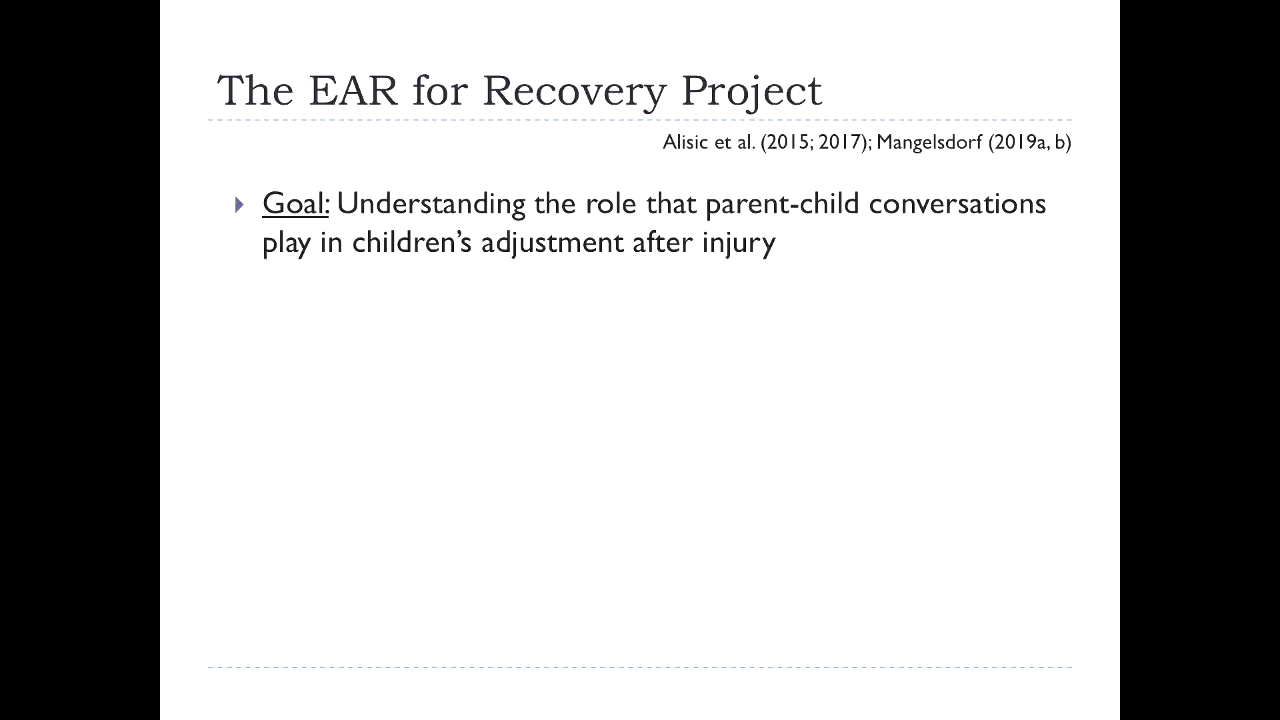 The EAR for Recovery Project
Alisic et al. (2015; 2017); Mangelsdorf (2019a, b)
Goal: Understanding the role that parent-child conversations
play in children’s adjustment after injury